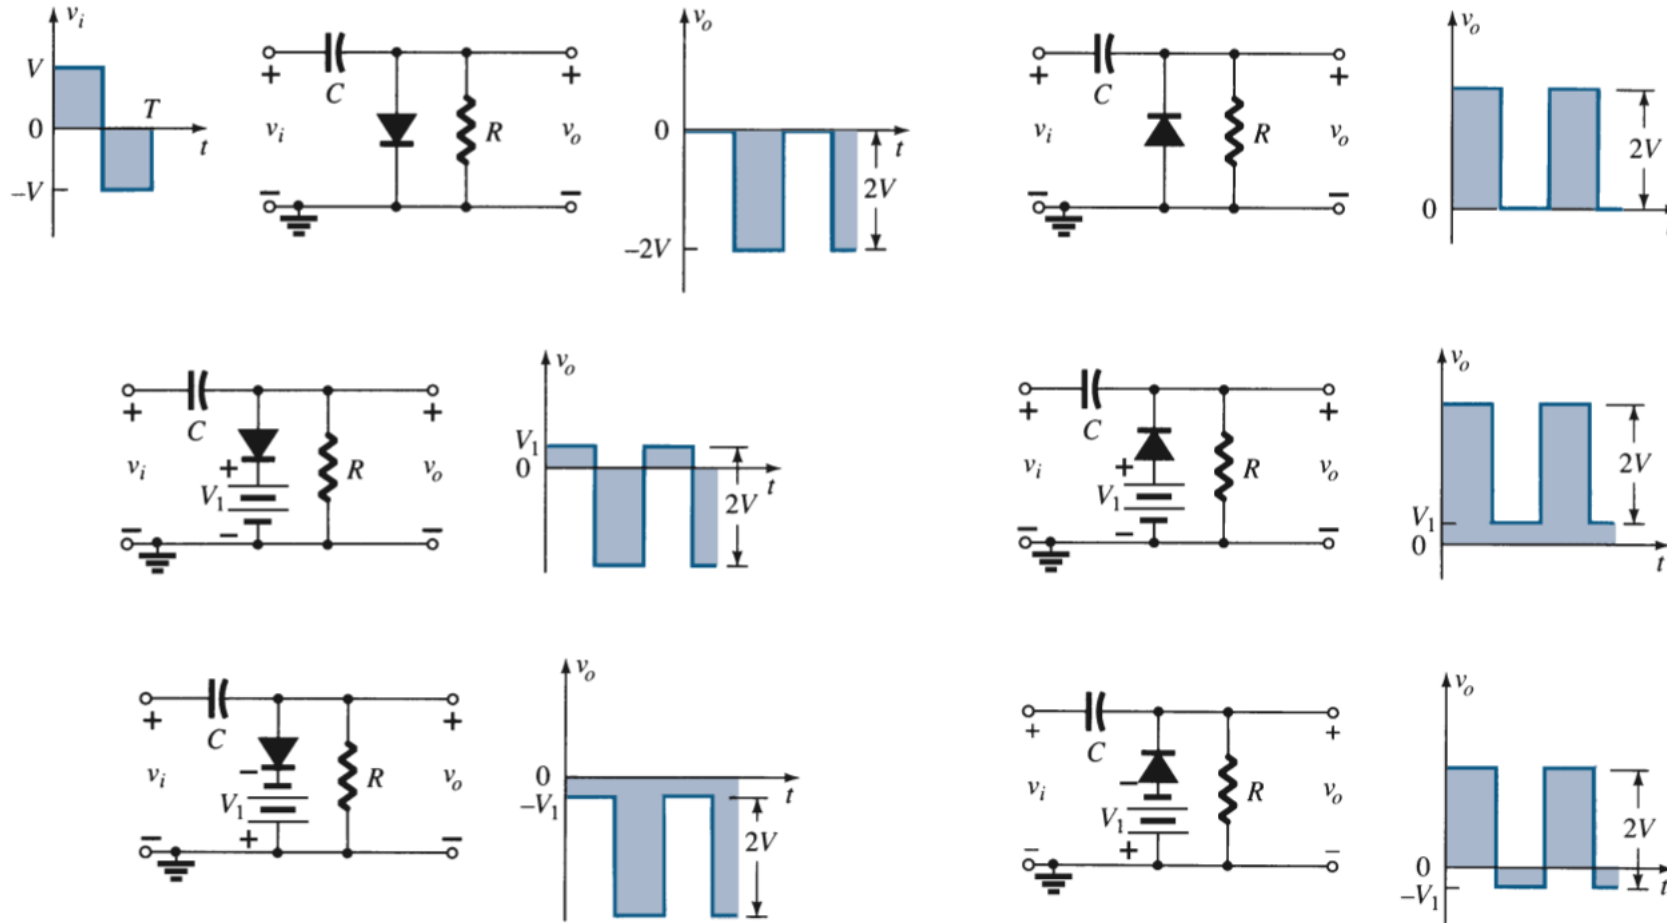 v_i
V
0
−V
T
t
+
C
+
v_i
R
v_o
−
−
v_o
0
−2V
t
2V
+
C
+
v_i
R
v_o
−
−
v_o
0
2V
+
C
+
v_i
+
V_1
−
R
v_o
−
−
v_o
V_1
0
t
2V
+
C
+
v_i
+
V_1
−
R
v_o
−
−
v_o
V_1
0
t
2V
+
C
+
v_i
−
V_1
+
R
v_o
−
−
v_o
0
−V_1
t
2V
+
C
+
v_i
−
V_1
+
R
v_o
−
−
v_o
0
−V_1
t
2V